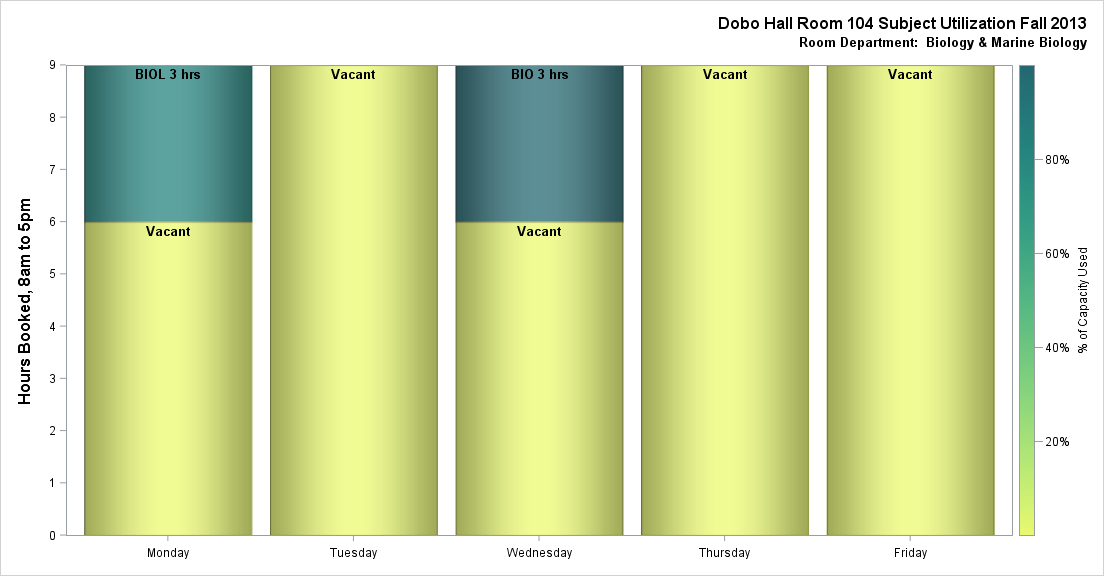 Dobo Hall Room 104 Subject Utilization Fall 2013
Room Department:  Biology & Marine Biology
Hours Booked, 8am to 5pm
9
8
7
6
5
4
3
2
1
0
BIOL 3 hrs
Vacant
BIO 3 hrs
Vacant
Vacant
Vacant
Vacant
Monday
Tuesday
Wednesday
Thursday
Friday
80%
60%
40%
20%
% of Capacity Used